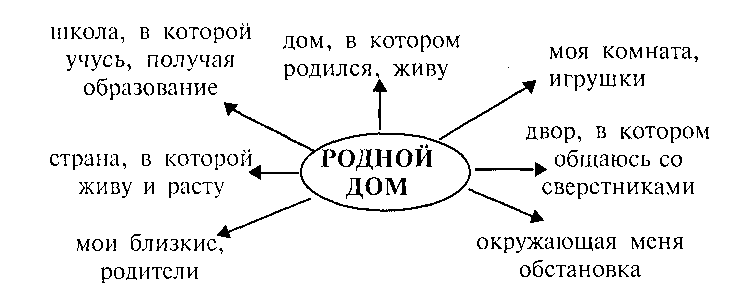 школа, в которой
учусь, получая
образование
дом, в котором
родился, живу
моя комната,
игрушки
страна, в которой
живу и расту
РОДНОЙ
ДОМ
двор, в котором
общаюсь со
сверстниками
мои близкие,
родители
окружающая меня
обстановка